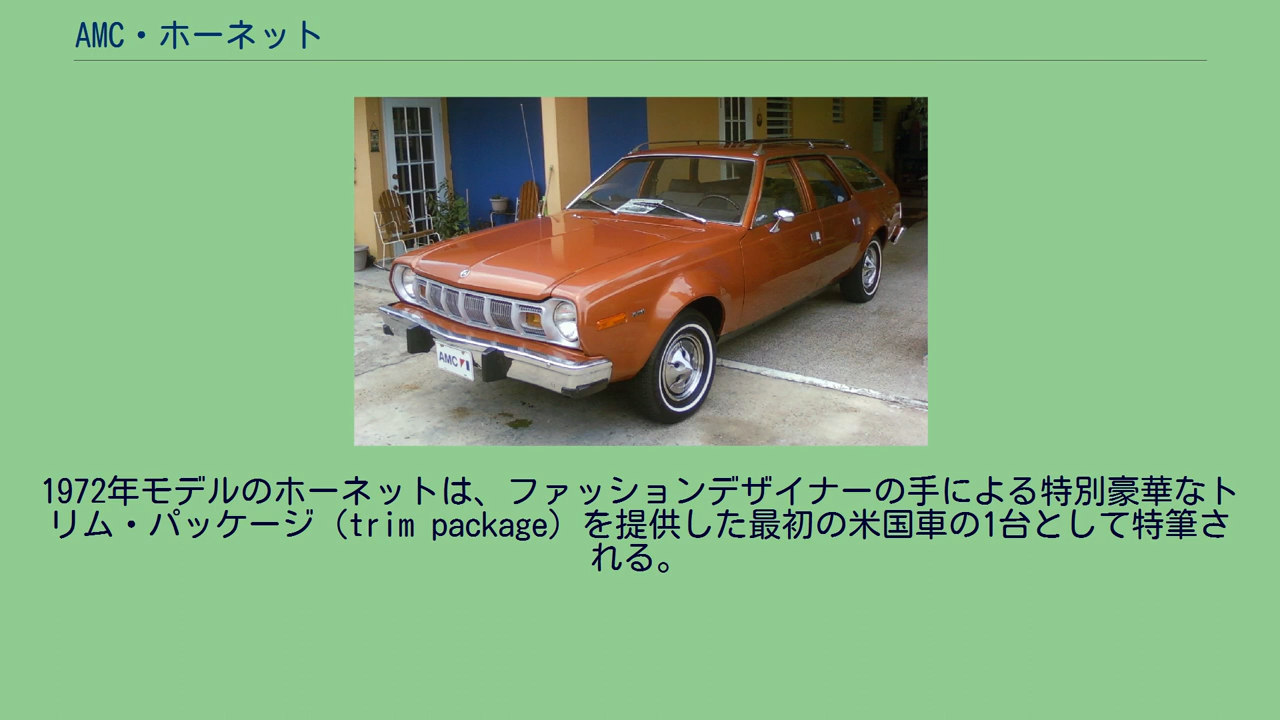 AMC・ホーネット
AMC
1972年モデルのホーネットは、ファッションデザイナーの手による特別豪華なト
リム・パッケージ（trim package）を提供した最初の米国車の1台として特筆さ
れる。